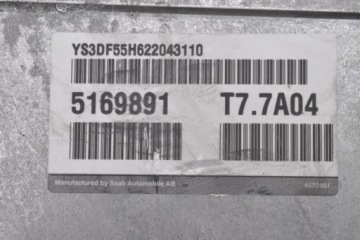 YS3DF55H622043110
5169891 T7.7A04
Manufactured by Saab Automobile AB